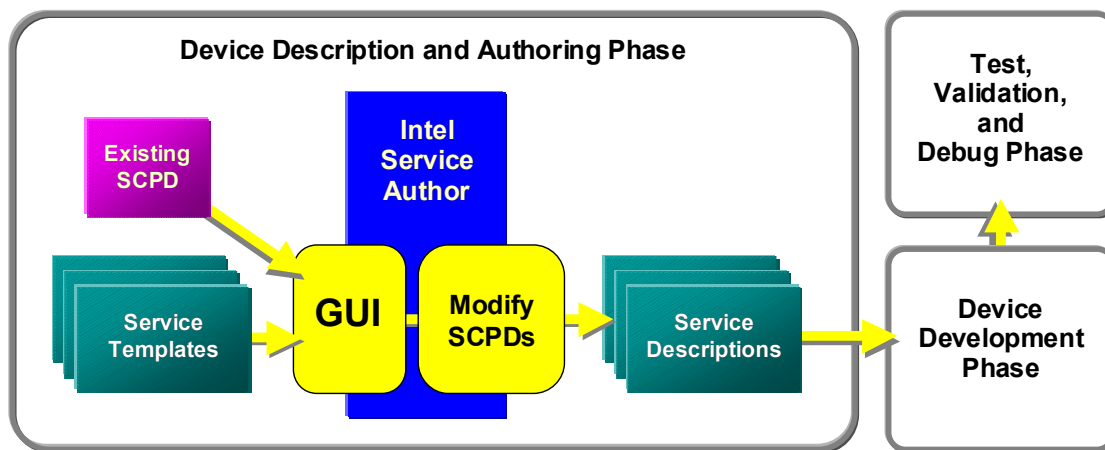 Device Description and Authoring Phase
Existing
SCPD
Intel
Service
Author
Service
Templates
GUI
Modify
SCPDs
Service
Descriptions
Test,
Validation,
and
Debug Phase
Device
Development
Phase